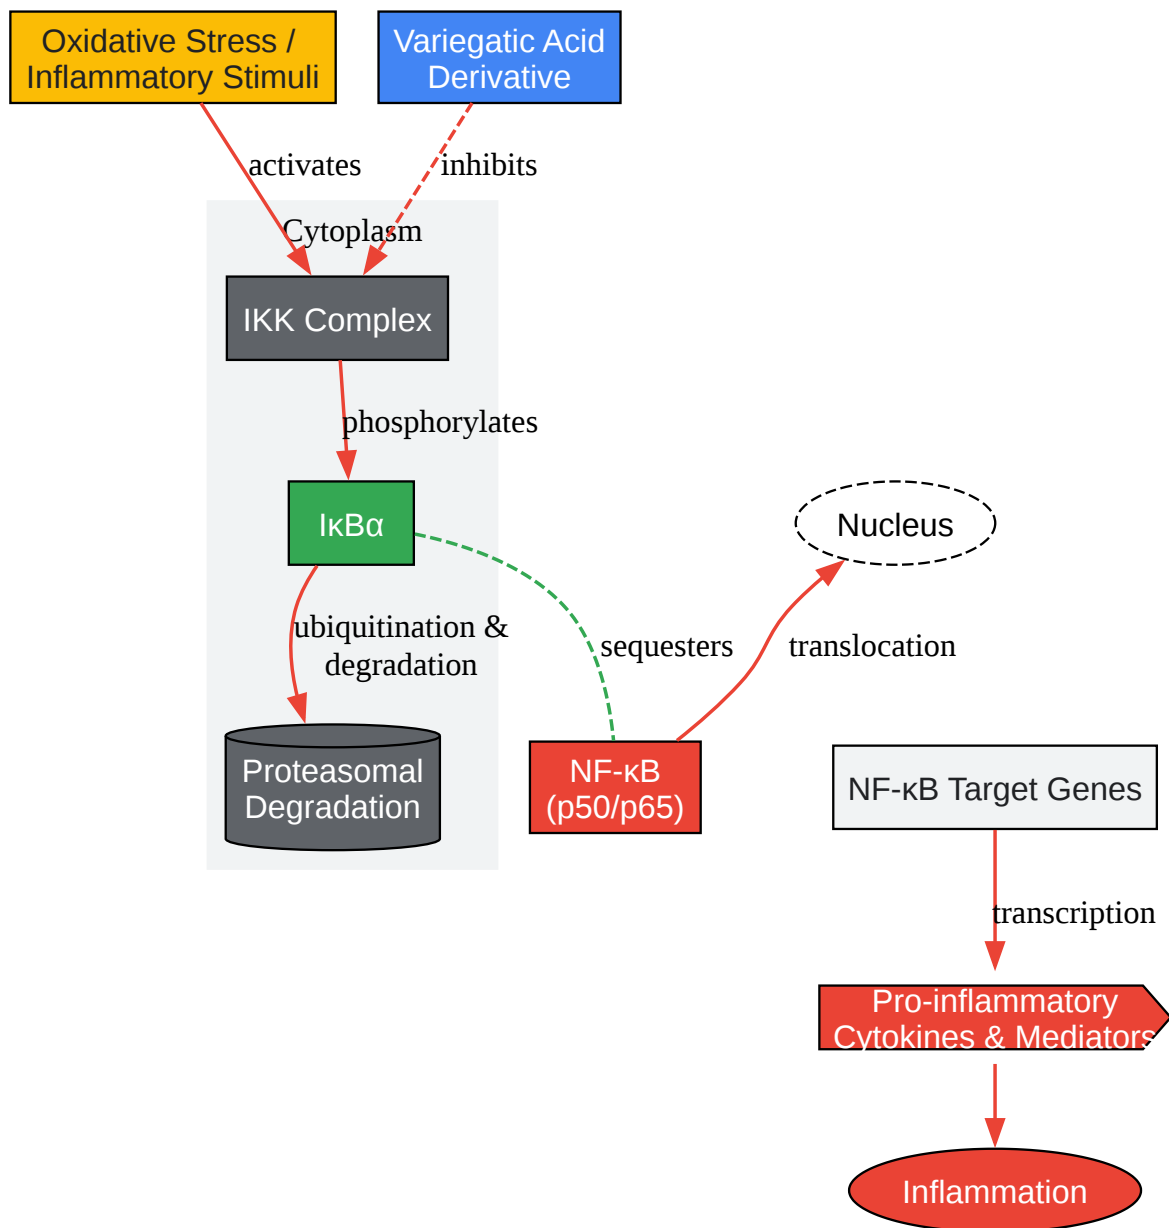 Oxidative Stress /
Inflammatory Stimuli
Variegatic Acid
Derivative
activates
inhibits
Cytoplasm
IKK Complex
phosphorylates
IκBα
Nucleus
ubiquitination &
degradation
sequesters
translocation
Proteasomal
Degradation
NF-κB
(p50/p65)
NF-κB Target Genes
transcription
Pro-inflammatory
Cytokines & Mediators
Inflammation